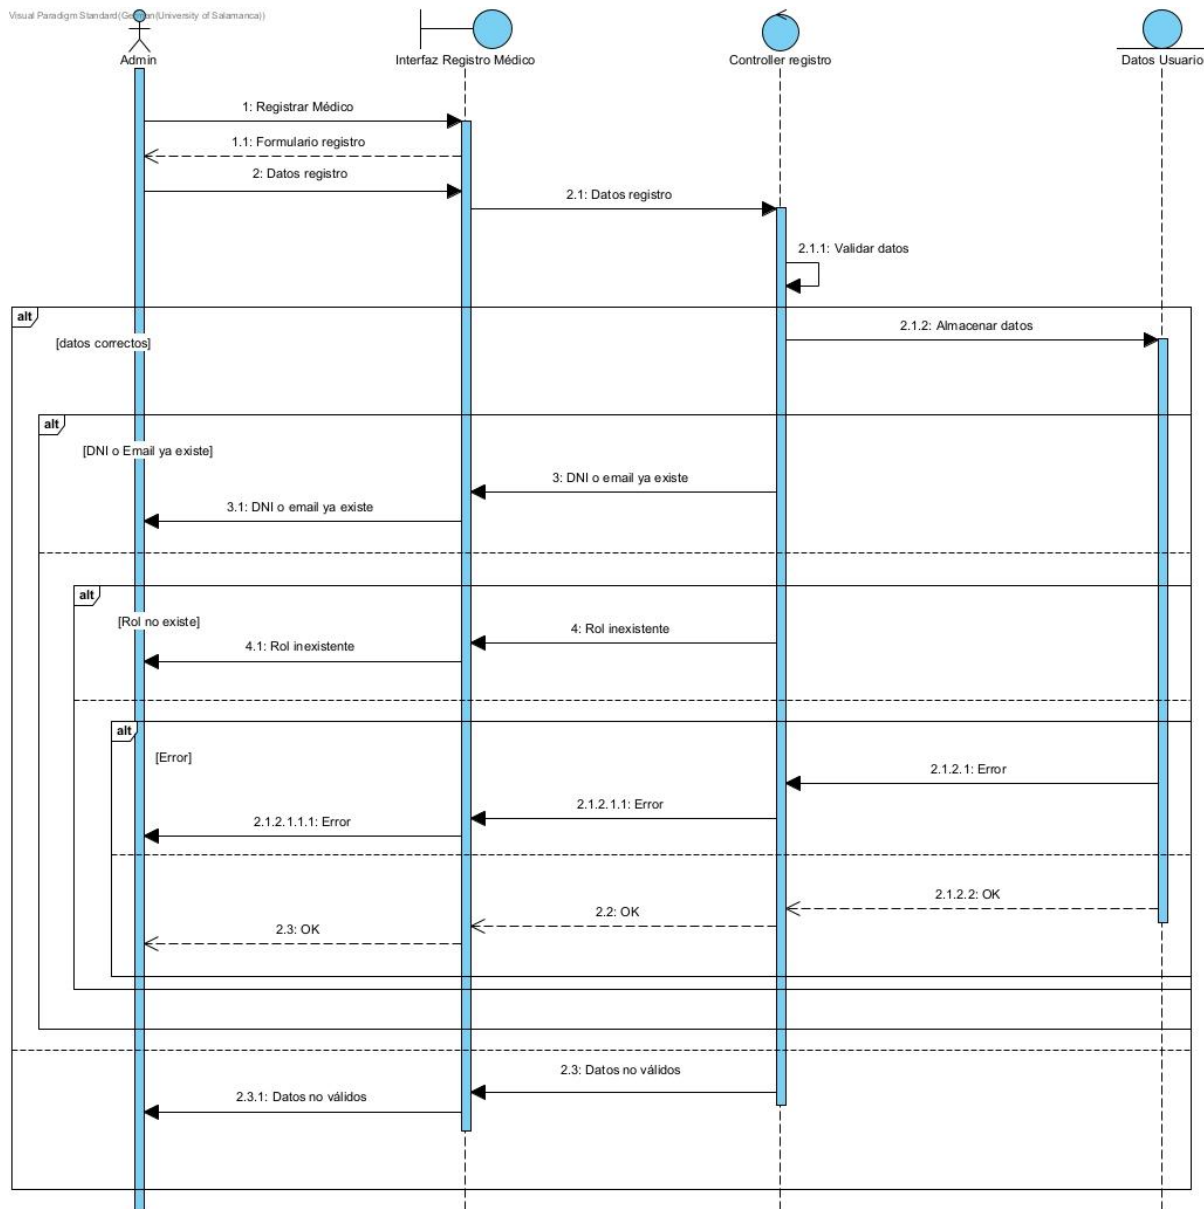 Visual Paradigm Standard(German(University of Salamanca))
Admin
Interfaz Registro Médico
Controller registro
Datos Usuario
1: Registrar Médico
1.1: Formulario registro
2: Datos registro
2.1: Datos registro
2.1.1: Validar datos
alt
2.1.2: Almacenar datos
[datos correctos]
alt
[DNI o Email ya existe]
3: DNI o email ya existe
3.1: DNI o email ya existe
alt
[Rol no existe]
4: Rol inexistente
4.1: Rol inexistente
alt
[Error]
2.1.2.1: Error
2.1.2.1.1: Error
2.1.2.1.1.1: Error
2.1.2.2: OK
2.2: OK
2.3: OK
2.3: Datos no válidos
2.3.1: Datos no válidos